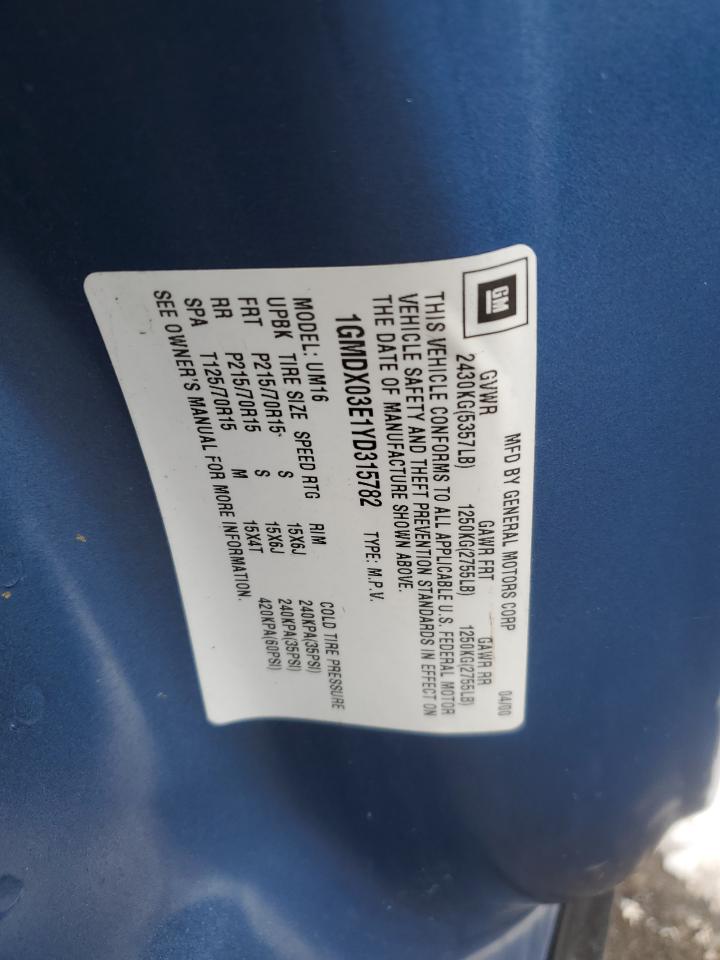 GM
MFD BY GENERAL MOTORS CORP 04/00
GVWR GAWR FRT GAWR RR
2430KG(5357LB) 1250KG(2755LB) 1250KG(2755LB)
THIS VEHICLE CONFORMS TO ALL APPLICABLE U.S. FEDERAL MOTOR
VEHICLE SAFETY AND THEFT PREVENTION STANDARDS IN EFFECT ON
THE DATE OF MANUFACTURE SHOWN ABOVE.
1GMDX03E1YD315782 TYPE: M.P.V.
MODEL: UM16
UPBK TIRE SIZE SPEED RTG RIM COLD TIRE PRESSURE
FRT P215/70R15 S 15X6J 240KPA(35PSI)
RR P215/70R15 S 15X6J 240KPA(35PSI)
SPA T125/70R15 M 15X4T 420KPA(60PSI)
SEE OWNER'S MANUAL FOR MORE INFORMATION.